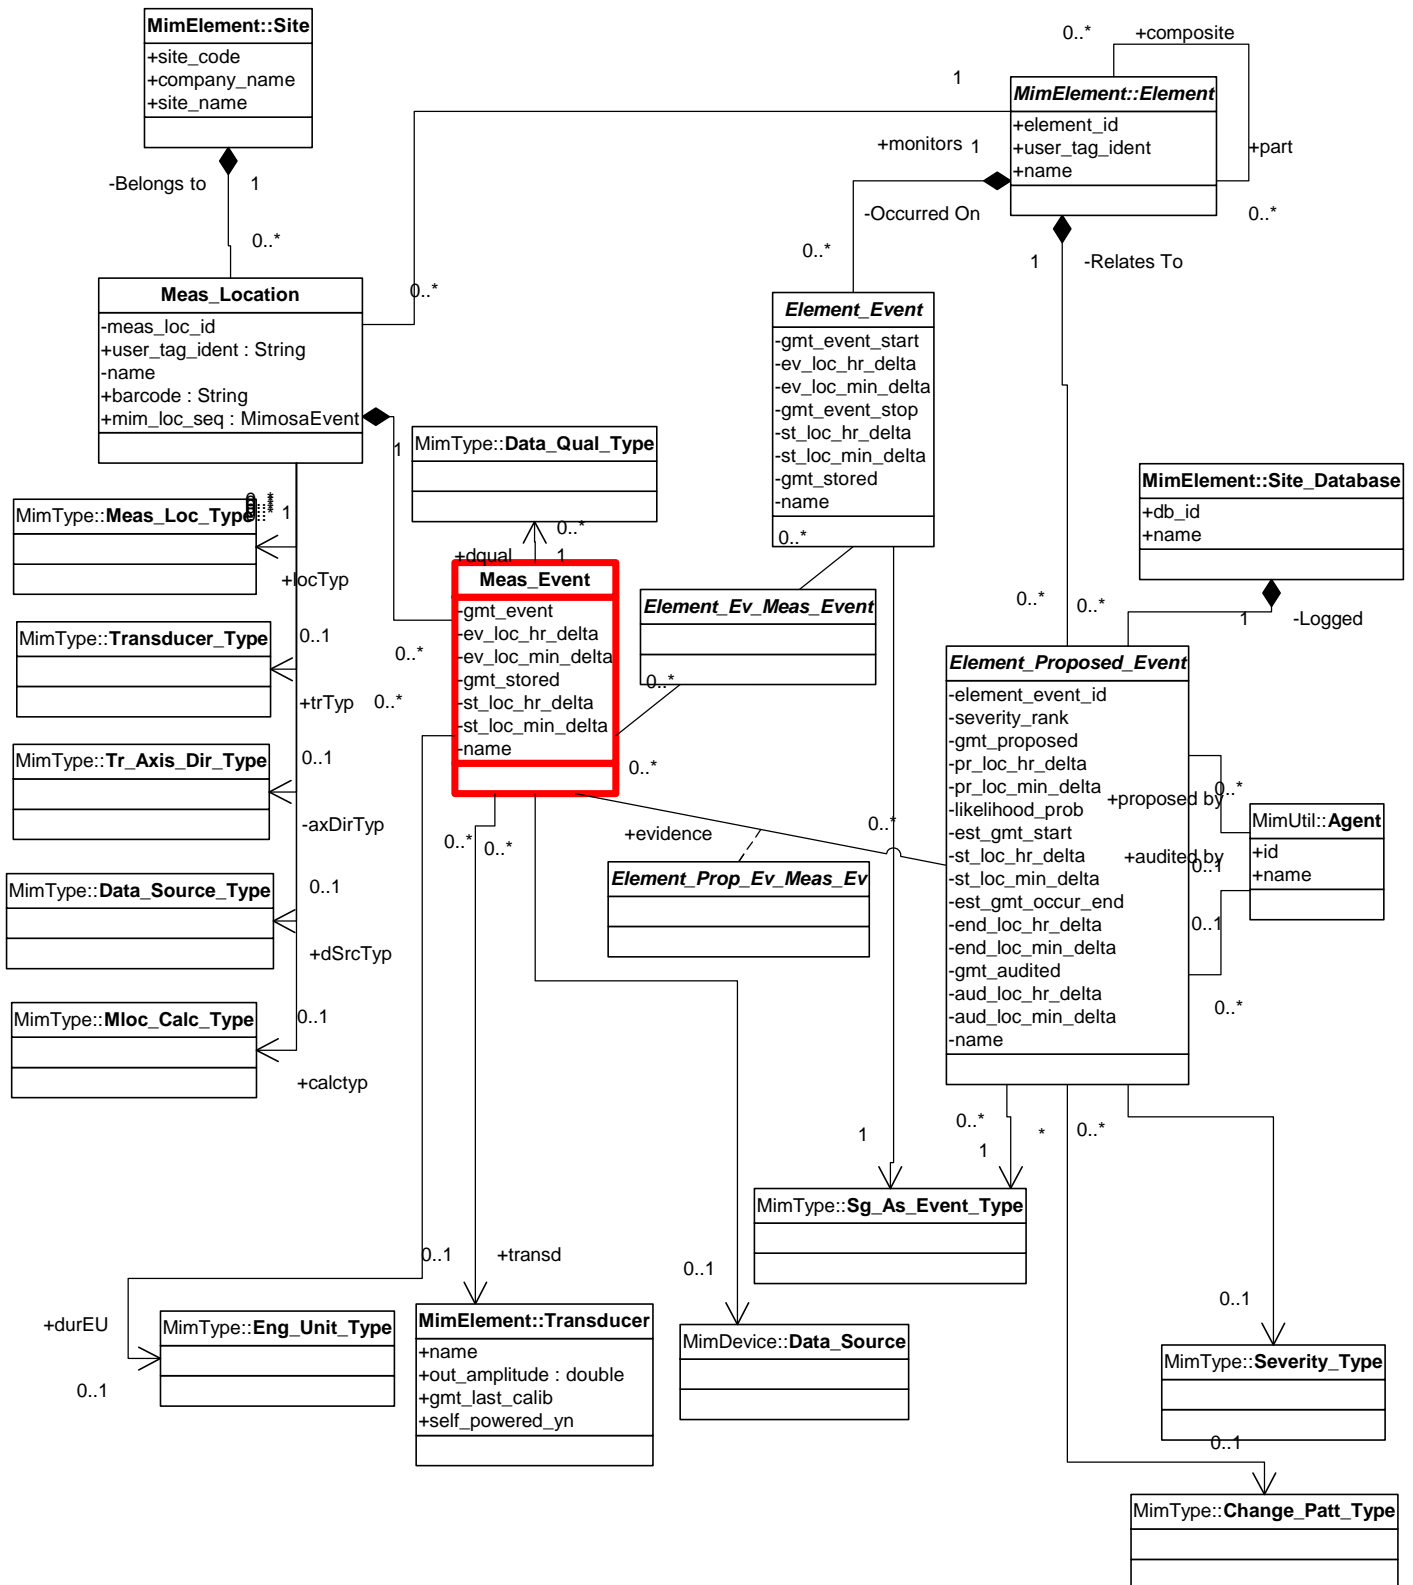 MimElement::Site
+site_code
+company_name
+site_name
-Belongs to
1
0..*
0..*
+composite
1
MimElement::Element
+element_id
+user_tag_ident
+name
+monitors
1
+part
0..*
-Occurred On
0..*
1
-Relates To
0..*
Meas_Location
-meas_loc_id
+user_tag_ident : String
-name
+barcode : String
+mim_loc_seq : MimosaEvent
1
Element_Event
-gmt_event_start
-ev_loc_hr_delta
-ev_loc_min_delta
-gmt_event_stop
-st_loc_hr_delta
-st_loc_min_delta
-gmt_stored
-name
0..*
MimType::Data_Qual_Type
0..*
+dqual
1
MimElement::Site_Database
+db_id
+name
1
-Logged
0..*
0..*
MimType::Meas_Loc_Type
1
+locTyp
MimType::Transducer_Type
0..1
+trTyp
MimType::Tr_Axis_Dir_Type
0..1
-axDirTyp
MimType::Data_Source_Type
0..1
+dSrcTyp
MimType::Mloc_Calc_Type
0..1
+calctyp
Meas_Event
-gmt_event
-ev_loc_hr_delta
-ev_loc_min_delta
-gmt_stored
-st_loc_hr_delta
-st_loc_min_delta
-name
0..*
0..*
Element_Ev_Meas_Event
0..*
0..*
0..*
0..*
+evidence
0..*
Element_Prop_Ev_Meas_Ev
Element_Proposed_Event
-element_event_id
-severity_rank
-gmt_proposed
-pr_loc_hr_delta
-pr_loc_min_delta
-likelihood_prob
-est_gmt_start
-st_loc_hr_delta
-st_loc_min_delta
-est_gmt_occur_end
-end_loc_hr_delta
-end_loc_min_delta
-gmt_audited
-aud_loc_hr_delta
-aud_loc_min_delta
-name
0..*
+proposed by
+audited by
0..1
0..1
0..*
MimUtil::Agent
+id
+name
0..*
*
0..*
1
1
MimType::Sg_As_Event_Type
0..1
+transd
0..1
+durEU
0..1
MimType::Eng_Unit_Type
MimElement::Transducer
+name
+out_amplitude : double
+gmt_last_calib
+self_powered_yn
MimDevice::Data_Source
0..1
MimType::Severity_Type
0..1
MimType::Change_Patt_Type